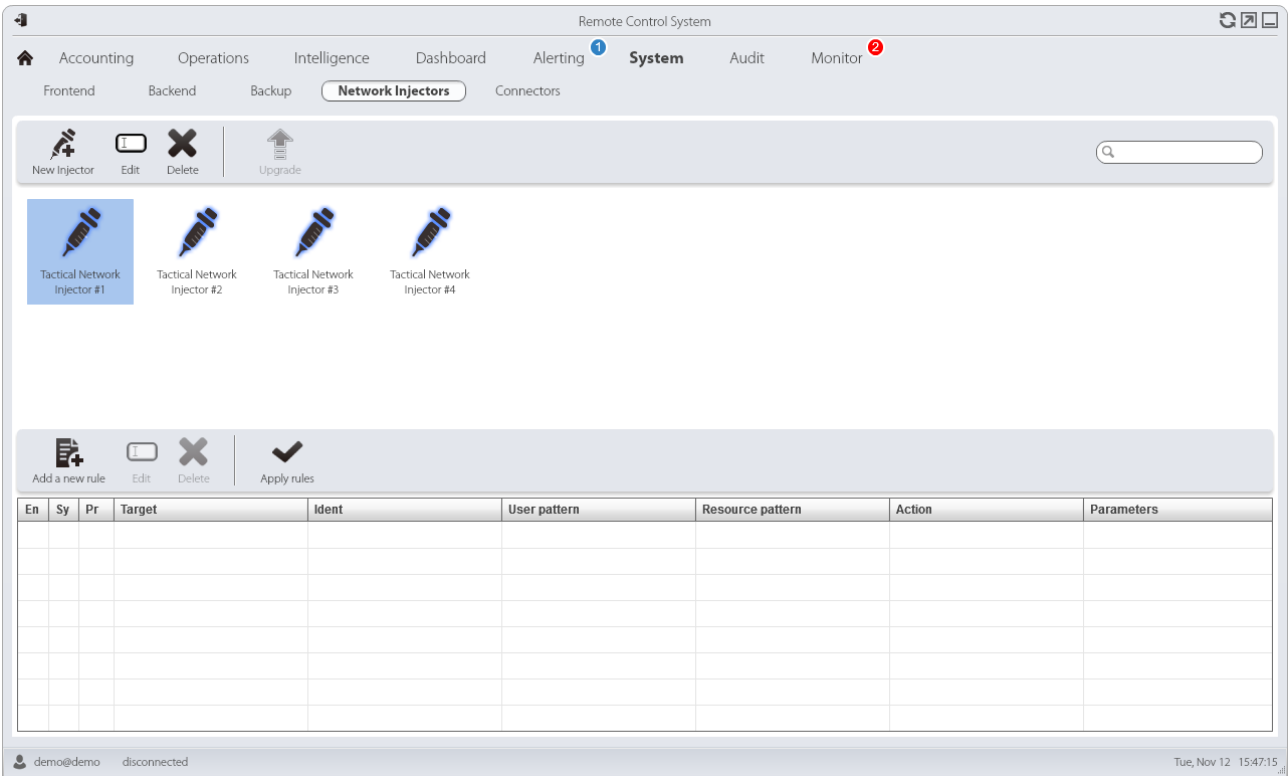 Remote Control System
Accounting Operations Intelligence Dashboard Alerting 1 System Audit Monitor 2
Frontend Backend Backup Network Injectors Connectors
New Injector Edit Delete Upgrade
Tactical Network Tactical Network Tactical Network Tactical Network
Injector #1 Injector #2 Injector #3 Injector #4
Add a new rule Edit Delete Apply rules
En Sy Pr Target Ident User pattern Resource pattern Action Parameters
demo@demo disconnected Tue, Nov 12 15:47:15